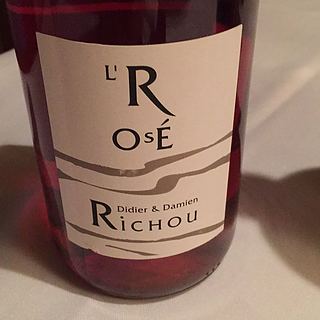 L'R
OSÉ
Didier & Damien
RICHOU